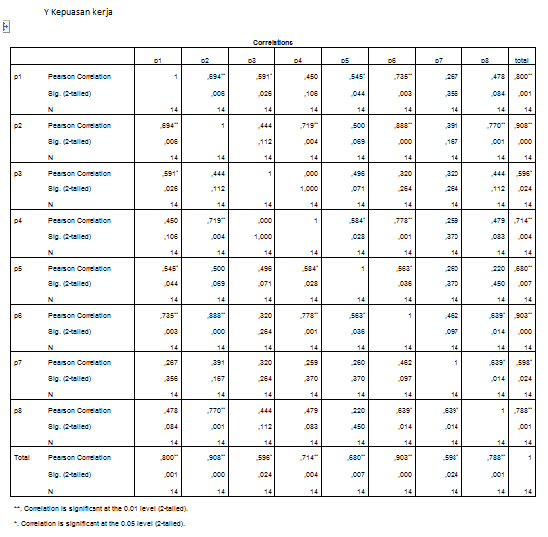 Y Kepuasan kerja
Correlations
p1 p2 p3 p4 p5 p6 p7 p8 total
p1 Pearson Correlation 1 ,694** ,591* ,450 ,545* ,735** ,267 ,478 ,800**
Sig. (2-tailed) ,006 ,026 ,106 ,044 ,003 ,356 ,084 ,001
N 14 14 14 14 14 14 14 14 14
p2 Pearson Correlation ,694** 1 ,444 ,719** ,500 ,888** ,391 ,770** ,908**
Sig. (2-tailed) ,006 ,112 ,004 ,069 ,000 ,167 ,001 ,000
N 14 14 14 14 14 14 14 14 14
p3 Pearson Correlation ,591* ,444 1 ,000 ,496 ,320 ,320 ,444 ,596*
Sig. (2-tailed) ,026 ,112 1,000 ,071 ,264 ,264 ,112 ,024
N 14 14 14 14 14 14 14 14 14
p4 Pearson Correlation ,450 ,719** ,000 1 ,584* ,778** ,259 ,479 ,714**
Sig. (2-tailed) ,106 ,004 1,000 ,028 ,001 ,370 ,083 ,004
N 14 14 14 14 14 14 14 14 14
p5 Pearson Correlation ,545* ,500 ,496 ,584* 1 ,563* ,260 ,220 ,680**
Sig. (2-tailed) ,044 ,069 ,071 ,028 ,036 ,370 ,450 ,007
N 14 14 14 14 14 14 14 14 14
p6 Pearson Correlation ,735** ,888** ,320 ,778** ,563* 1 ,462 ,639* ,903**
Sig. (2-tailed) ,003 ,000 ,264 ,001 ,036 ,097 ,014 ,000
N 14 14 14 14 14 14 14 14 14
p7 Pearson Correlation ,267 ,391 ,320 ,259 ,260 ,462 1 ,639* ,598*
Sig. (2-tailed) ,356 ,167 ,264 ,370 ,370 ,097 ,014 ,024
N 14 14 14 14 14 14 14 14 14
p8 Pearson Correlation ,478 ,770** ,444 ,479 ,220 ,639* ,639* 1 ,788**
Sig. (2-tailed) ,084 ,001 ,112 ,083 ,450 ,014 ,014 ,001
N 14 14 14 14 14 14 14 14 14
Total Pearson Correlation ,800** ,908** ,596* ,714** ,680** ,903** ,598* ,788** 1
Sig. (2-tailed) ,001 ,000 ,024 ,004 ,007 ,000 ,024 ,001
N 14 14 14 14 14 14 14 14 14
**. Correlation is significant at the 0.01 level (2-tailed).
*. Correlation is significant at the 0.05 level (2-tailed).